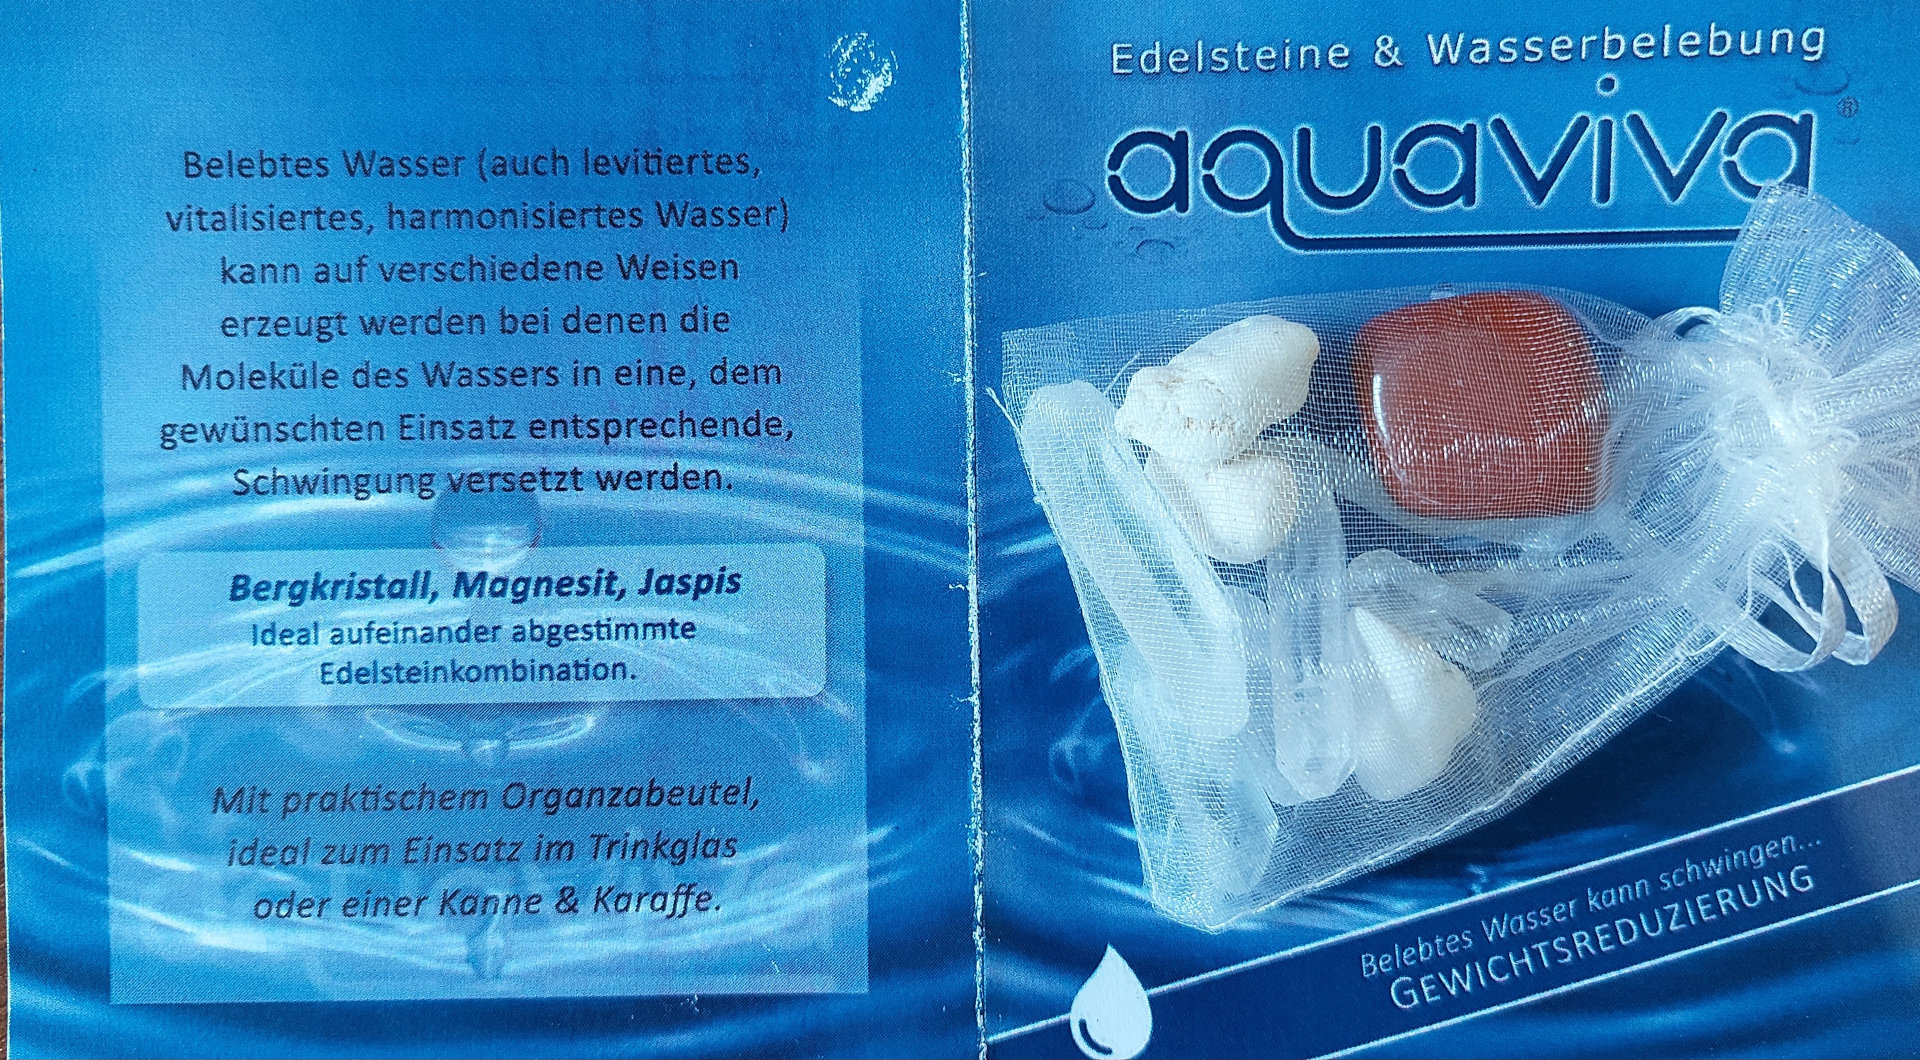 Belebtes Wasser (auch levitiertes,
vitalisiertes, harmonisiertes Wasser)
kann auf verschiedene Weisen
erzeugt werden bei denen die
Moleküle des Wassers in eine, dem
gewünschten Einsatz entsprechende,
Schwingung versetzt werden.
Bergkristall, Magnesit, Jaspis
Ideal aufeinander abgestimmte
Edelsteinkombination.
Mit praktischem Organzabeutel,
ideal zum Einsatz im Trinkglas
oder einer Kanne & Karaffe.
Edelsteine & Wasserbelebung
aquaviva®
Belebtes Wasser kann schwingen...
GEWICHTSREDUZIERUNG